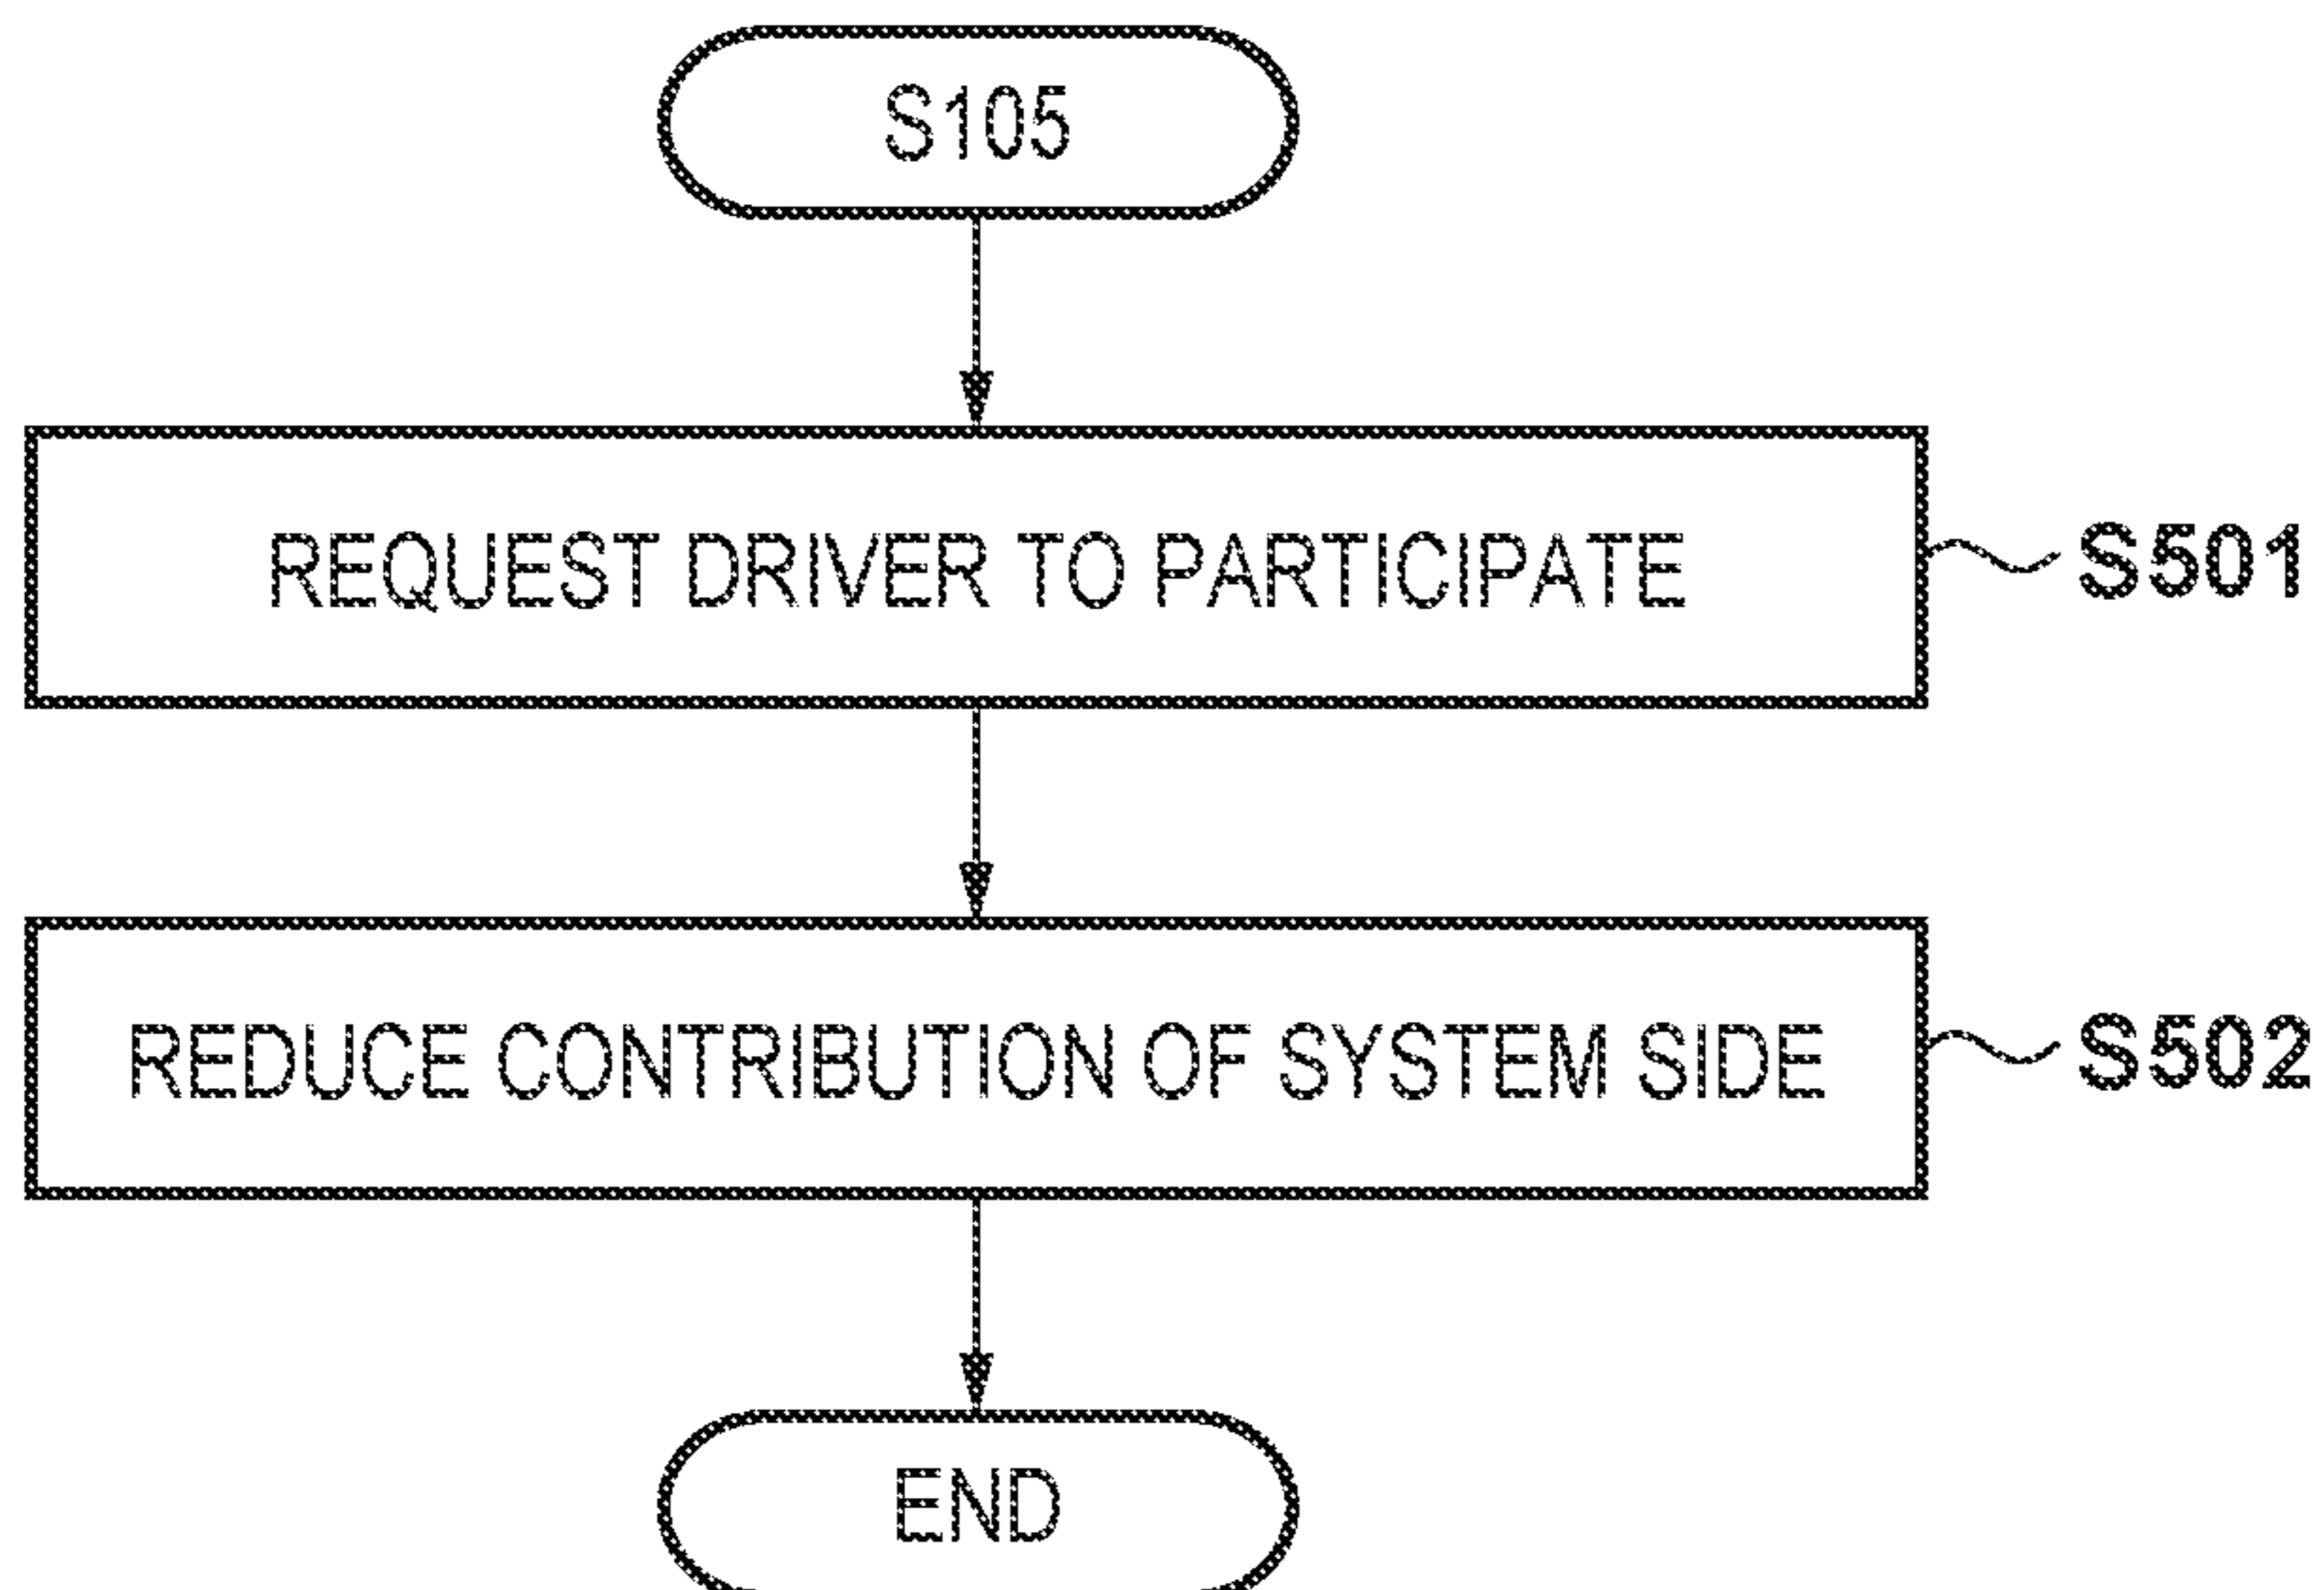 S105
REQUEST DRIVER TO PARTICIPATE
S501
REDUCE CONTRIBUTION OF SYSTEM SIDE
S502
END